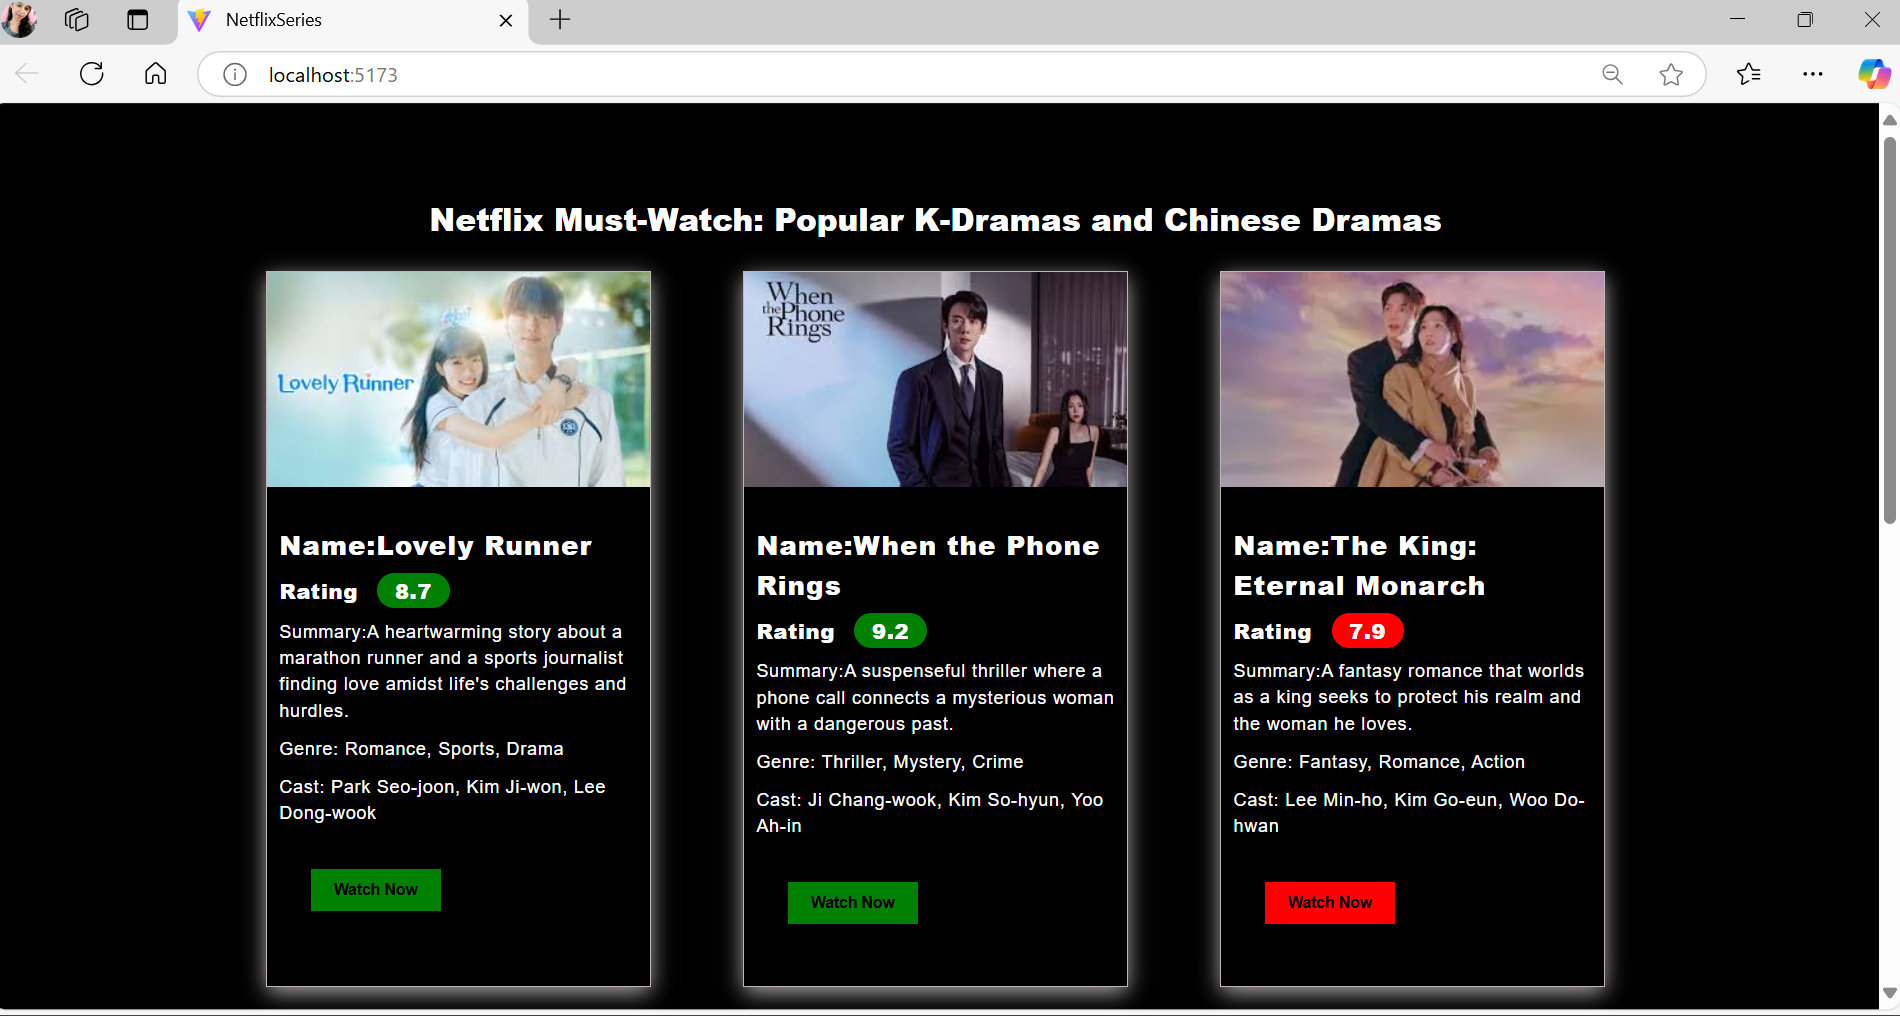 NetflixSeries
localhost:5173
Netflix Must-Watch: Popular K-Dramas and Chinese Dramas
Lovely Runner
Name:Lovely Runner
Rating 8.7
Summary:A heartwarming story about a
marathon runner and a sports journalist
finding love amidst life's challenges and
hurdles.
Genre: Romance, Sports, Drama
Cast: Park Seo-joon, Kim Ji-won, Lee
Dong-wook
Watch Now
When
the Phone
Rings
Name:When the Phone
Rings
Rating 9.2
Summary:A suspenseful thriller where a
phone call connects a mysterious woman
with a dangerous past.
Genre: Thriller, Mystery, Crime
Cast: Ji Chang-wook, Kim So-hyun, Yoo
Ah-in
Watch Now
Name:The King:
Eternal Monarch
Rating 7.9
Summary:A fantasy romance that worlds
as a king seeks to protect his realm and
the woman he loves.
Genre: Fantasy, Romance, Action
Cast: Lee Min-ho, Kim Go-eun, Woo Do-
hwan
Watch Now